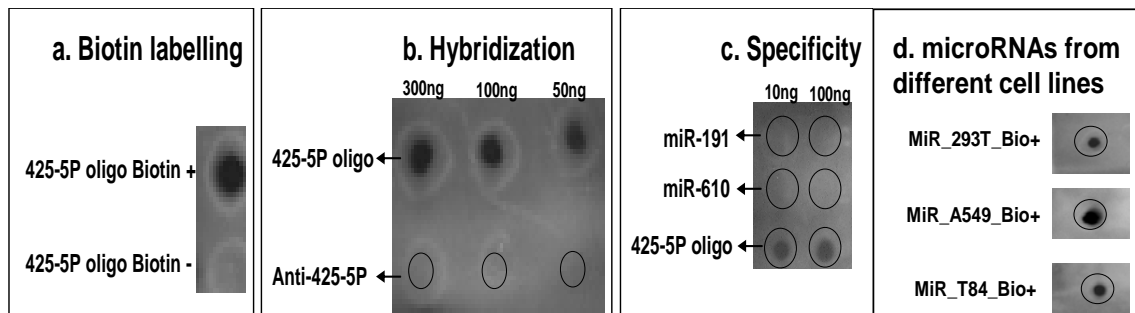 a. Biotin labelling
425-5P oligo Biotin +
425-5P oligo Biotin -
b. Hybridization
300ng 100ng 50ng
425-5P oligo
Anti-425-5P
c. Specificity
10ng 100ng
miR-191
miR-610
425-5P oligo
d. microRNAs from
different cell lines
MiR_293T_Bio+
MiR_A549_Bio+
MiR_T84_Bio+